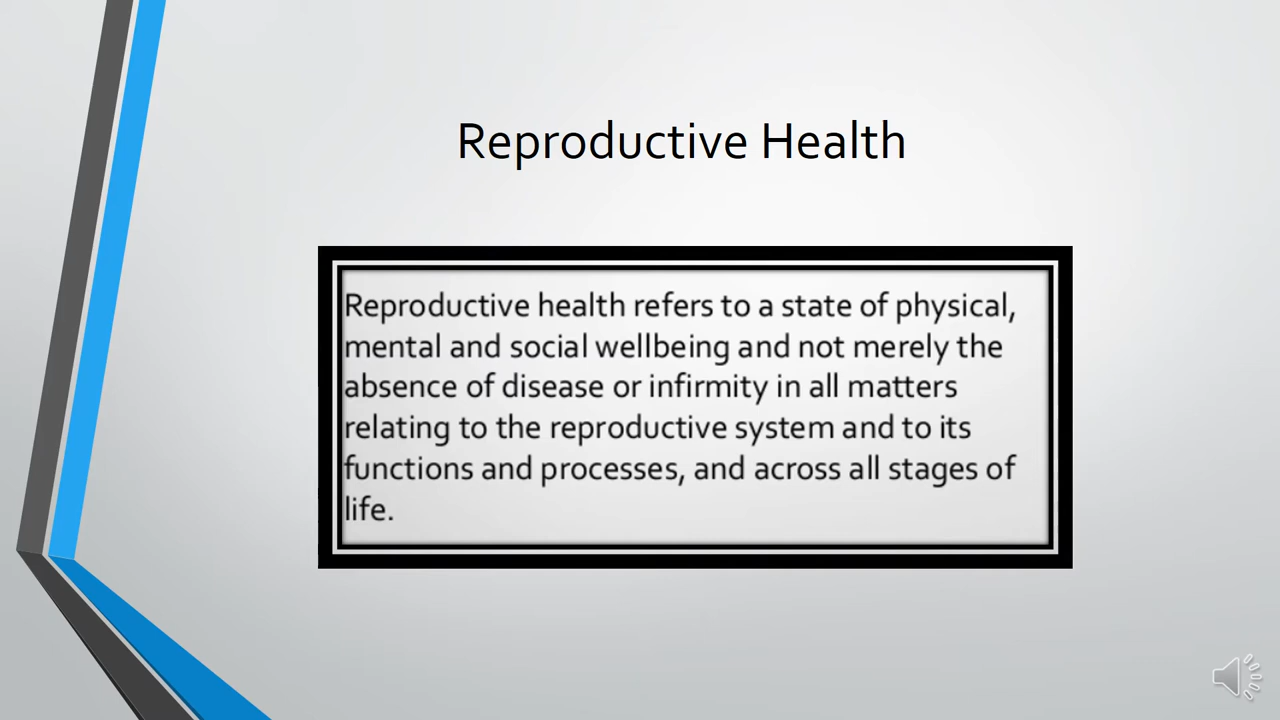 Reproductive Health
Reproductive health refers to a state of physical,
mental and social wellbeing and not merely the
absence of disease or infirmity in all matters
relating to the reproductive system and to its
functions and processes, and across all stages of
life.